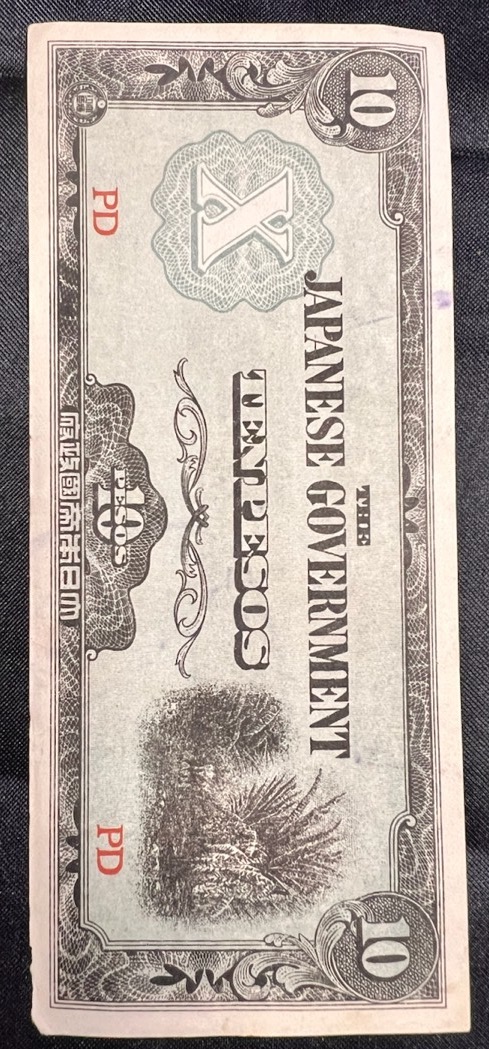 10
10
THE
JAPANESE GOVERNMENT
X
TEN PESOS
PD
PD
10
PESOS
大日本帝國政府